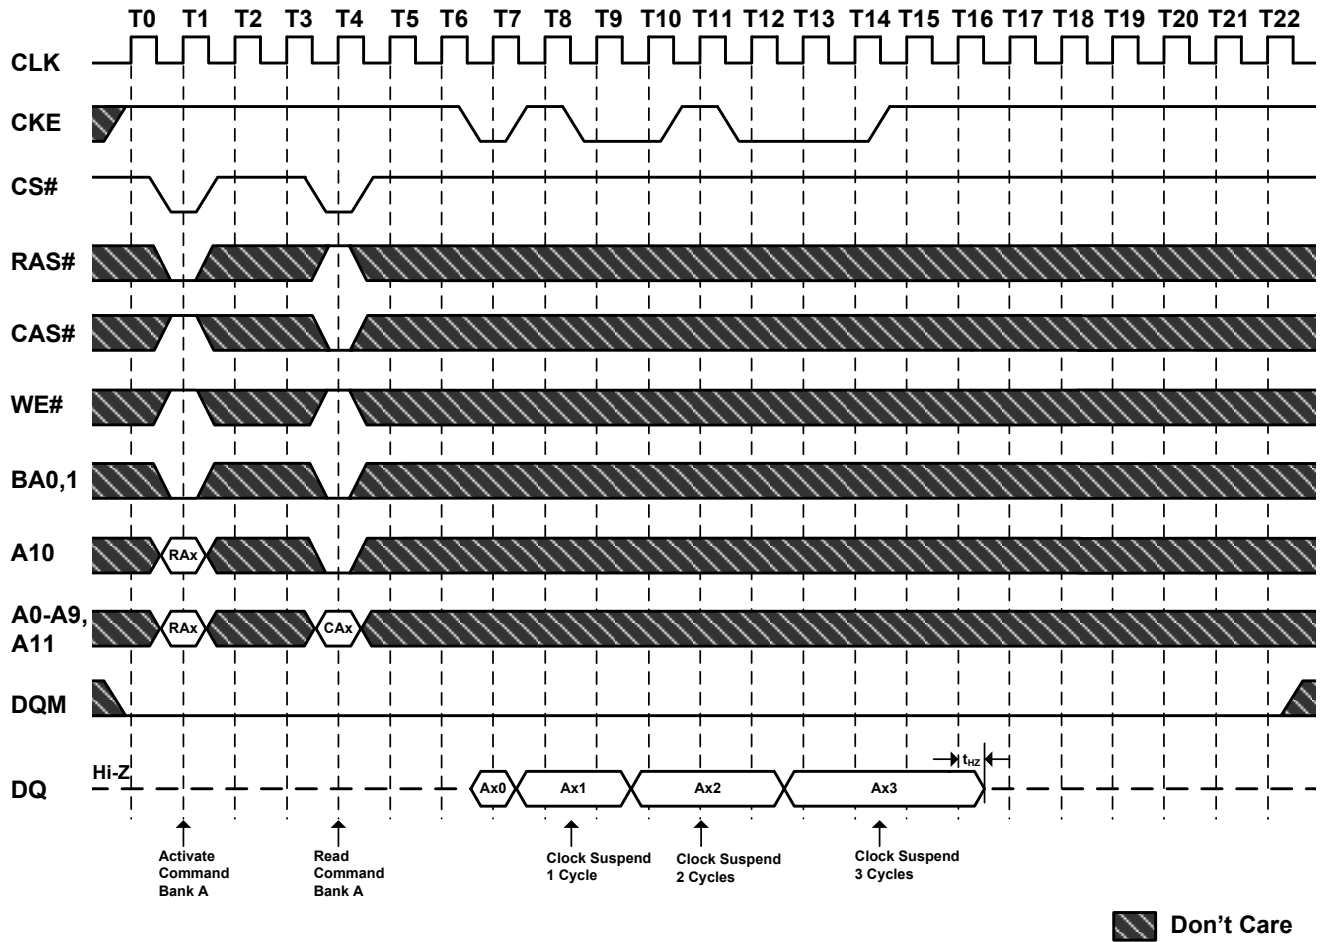 T0 T1 T2 T3 T4 T5 T6 T7 T8 T9 T10 T11 T12 T13 T14 T15 T16 T17 T18 T19 T20 T21 T22
CLK
CKE
CS#
RAS#
CAS#
WE#
BA0,1
A10
RAx
A0-A9,
A11
RAx CAx
DQM
Hi-Z
tHZ
DQ
Ax0 Ax1 Ax2 Ax3
Activate
Command
Bank A
Read
Command
Bank A
Clock Suspend
1 Cycle
Clock Suspend
2 Cycles
Clock Suspend
3 Cycles
Don't Care